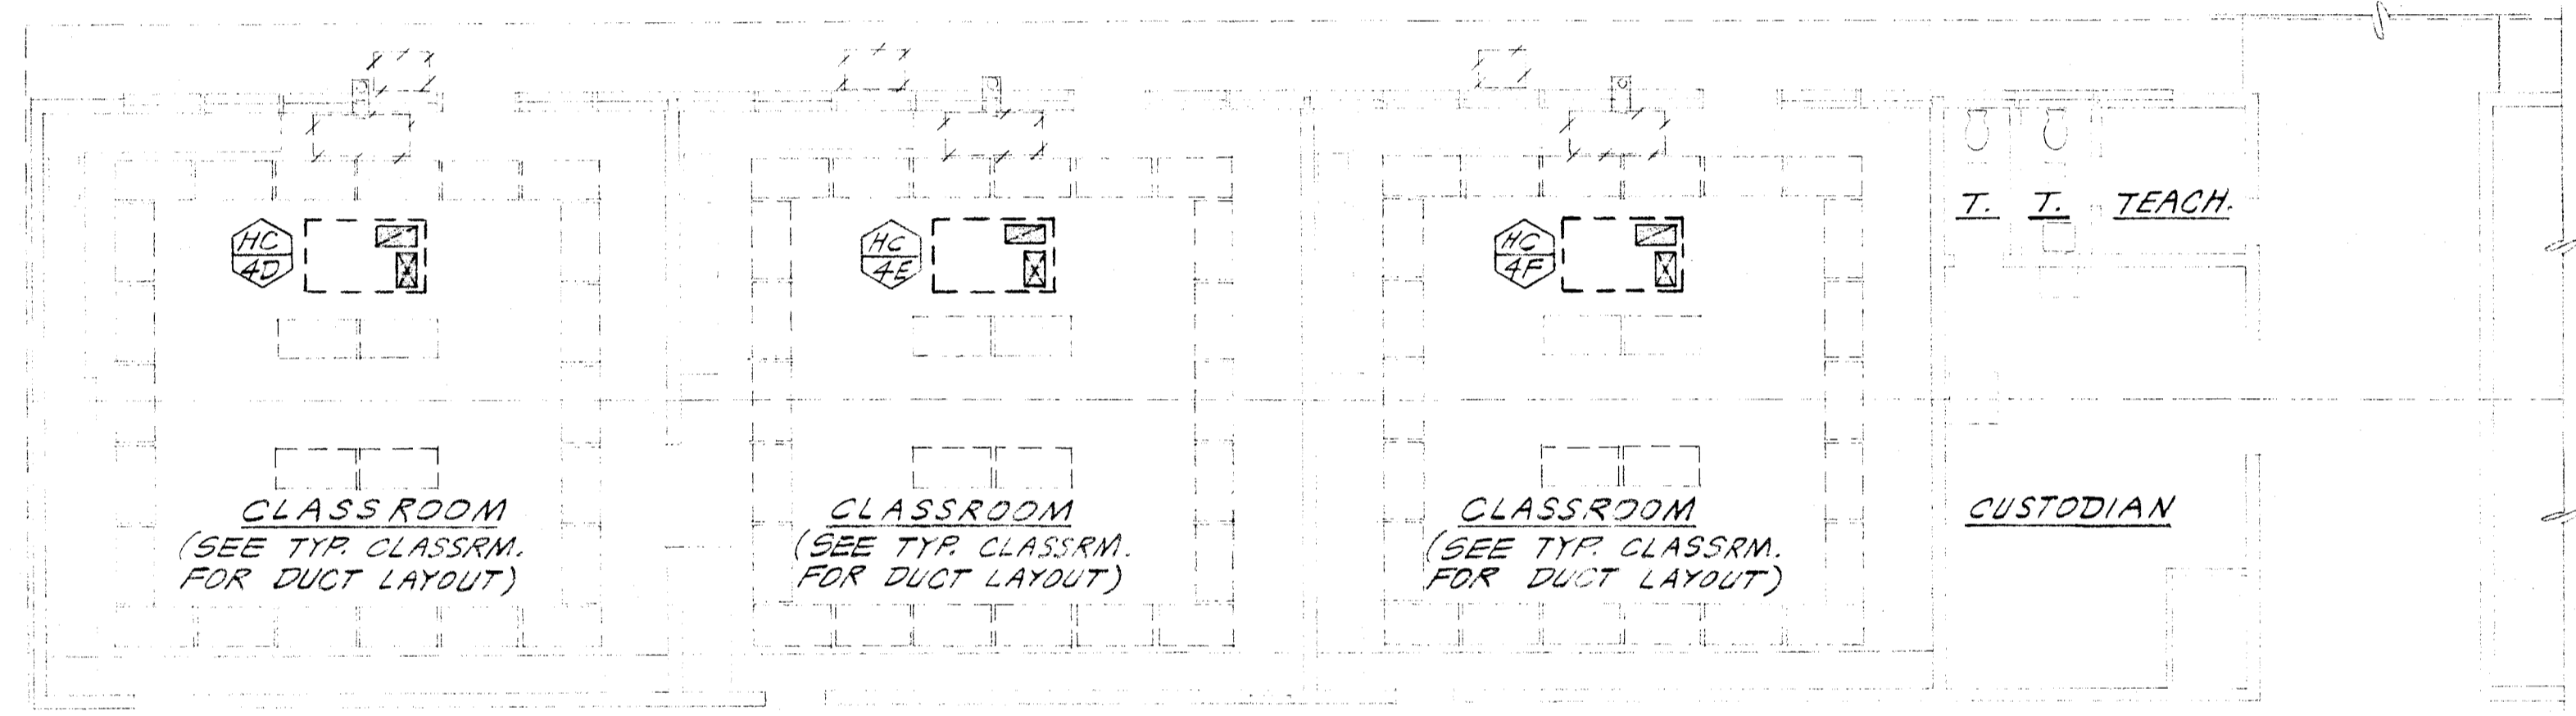 HC
4D
HC
4E
HC
4F
T. T. TEACH.
CLASSROOM
(SEE TYP. CLASSRM.
FOR DUCT LAYOUT)
CLASSROOM
(SEE TYP. CLASSRM.
FOR DUCT LAYOUT)
CLASSROOM
(SEE TYP. CLASSRM.
FOR DUCT LAYOUT)
CUSTODIAN